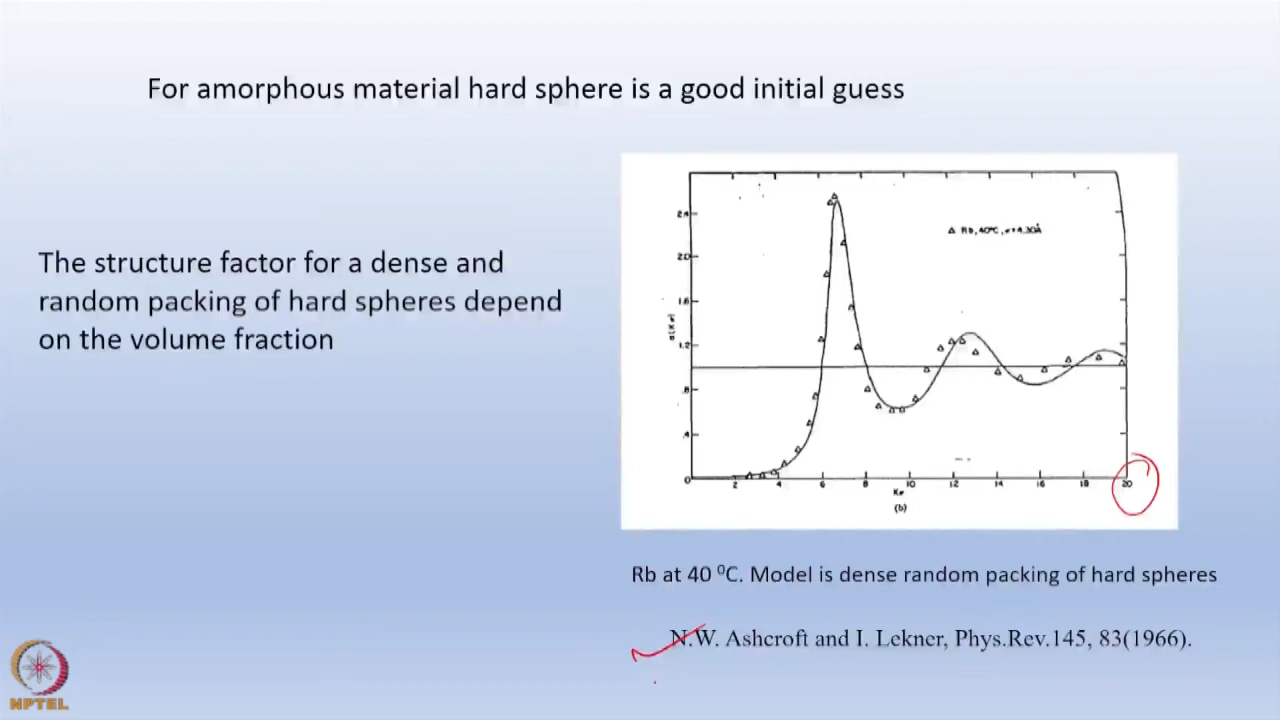 For amorphous material hard sphere is a good initial guess
The structure factor for a dense and
random packing of hard spheres depend
on the volume fraction
2.4
2.0
1.6
1.2
.8
.4
0
a(Kσ)
△ Rb, 40°C, σ=4.30Å
2 4 6 8 10 12 14 16 18 20
Kσ
(b)
Rb at 40 ⁰C. Model is dense random packing of hard spheres
N.W. Ashcroft and I. Lekner, Phys.Rev.145, 83(1966).
NPTEL